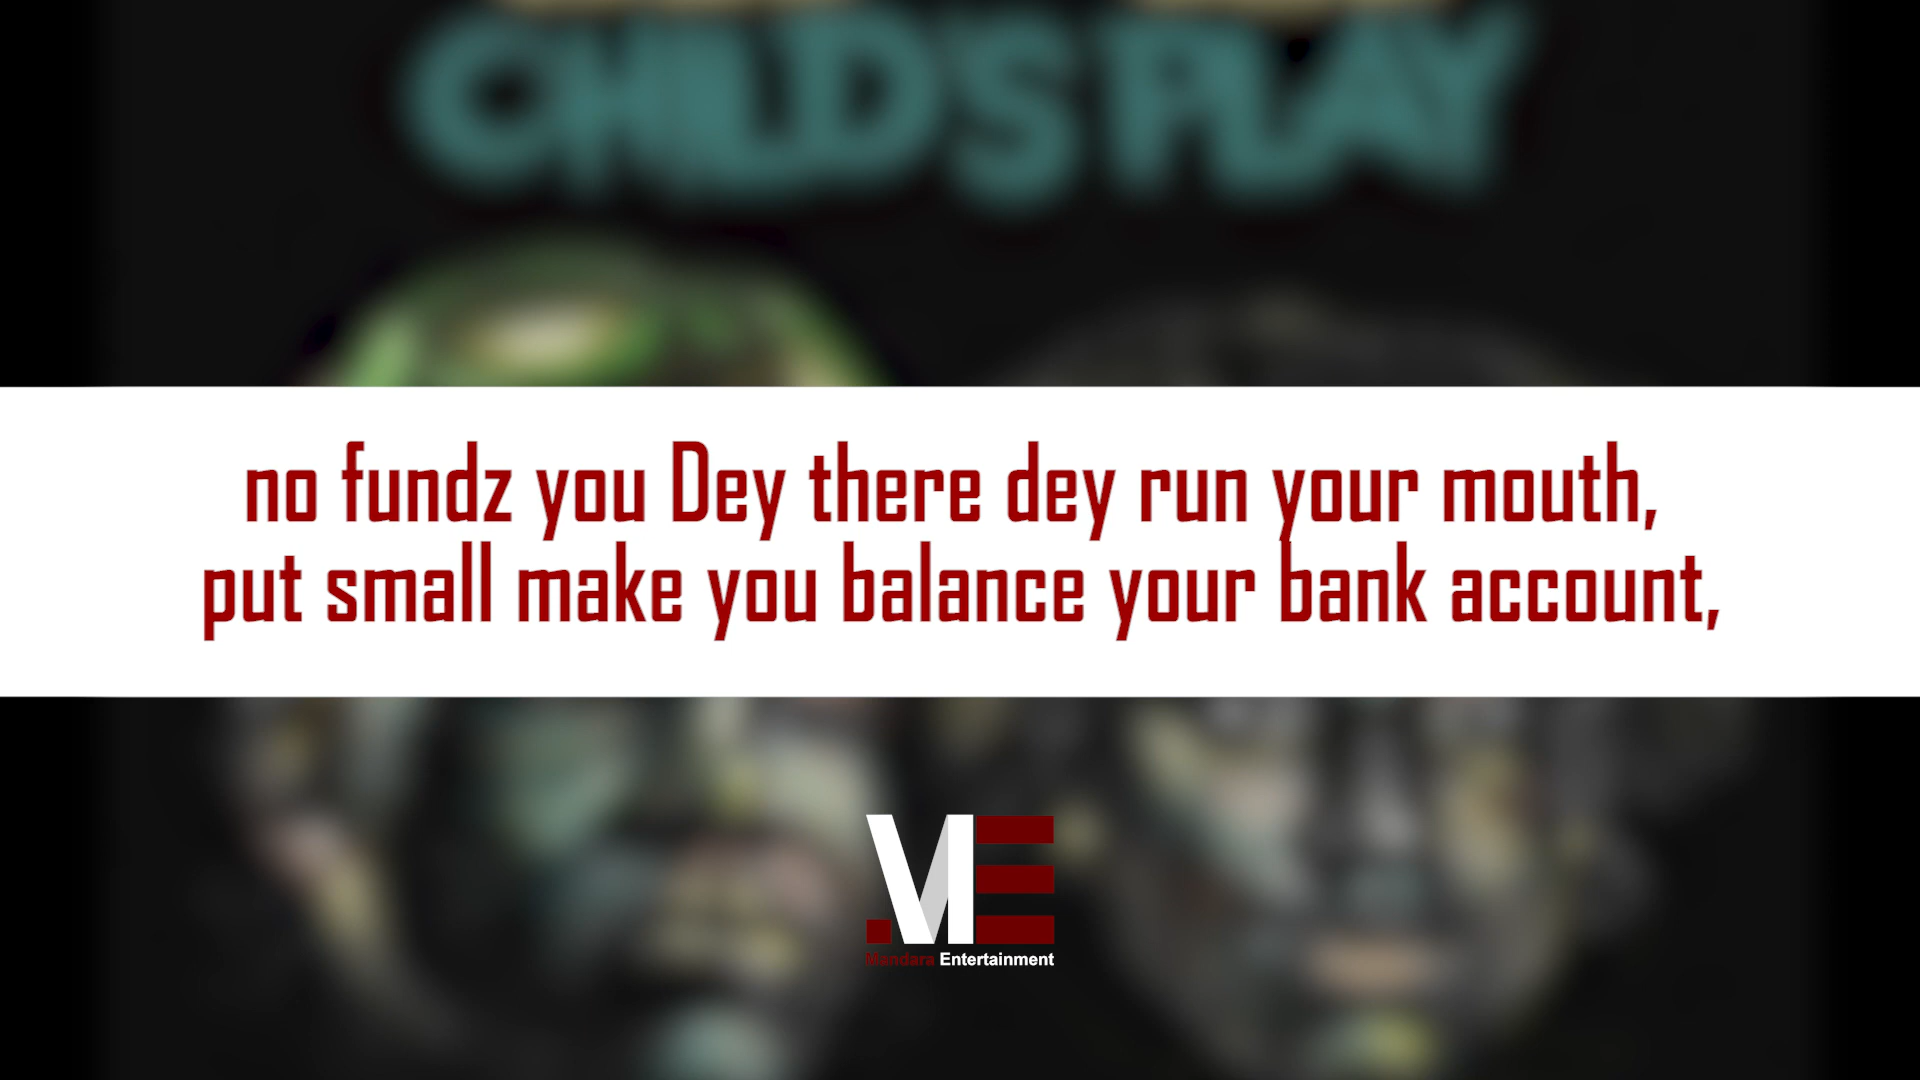 CHILD'S PLAY
no fundz you Dey there dey run your mouth,
put small make you balance your bank account,
Mandara Entertainment